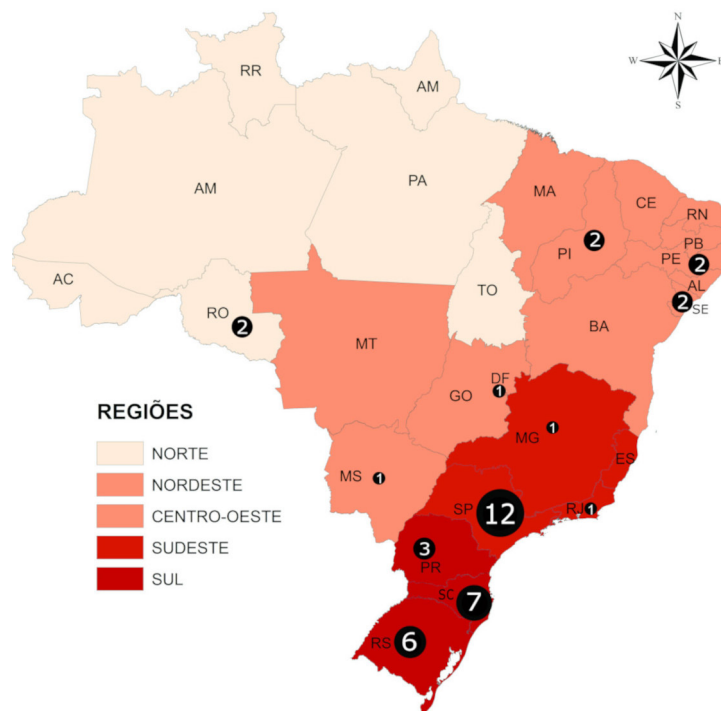 N
W
E
S
RR
AM
AM
PA
MA
CE
RN
PB
PI
2
PE
2
AL
2
SE
AC
RO
2
TO
BA
MT
DF
1
GO
REGIÕES
NORTE
NORDESTE
CENTRO-OESTE
SUDESTE
SUL
MG
1
ES
MS
1
SP
12
RJ
1
3
PR
SC
7
RS
6